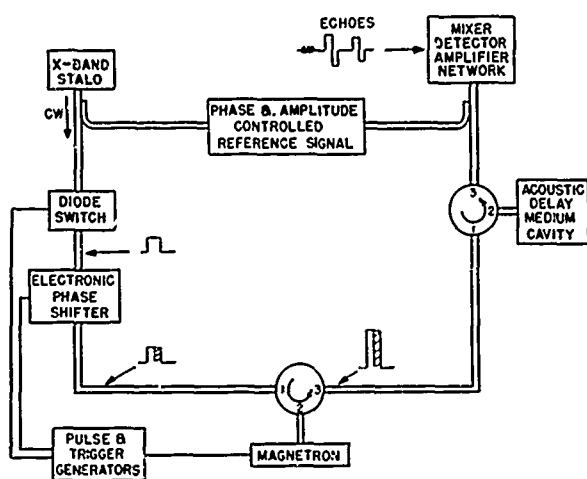 ECHOES
MIXER
DETECTOR
AMPLIFIER
NETWORK
X-BAND
STALO
CW
PHASE & AMPLITUDE
CONTROLLED
REFERENCE SIGNAL
3
2
1
ACOUSTIC
DELAY
MEDIUM
CAVITY
DIODE
SWITCH
ELECTRONIC
PHASE
SHIFTER
1
2
3
PULSE &
TRIGGER
GENERATORS
MAGNETRON